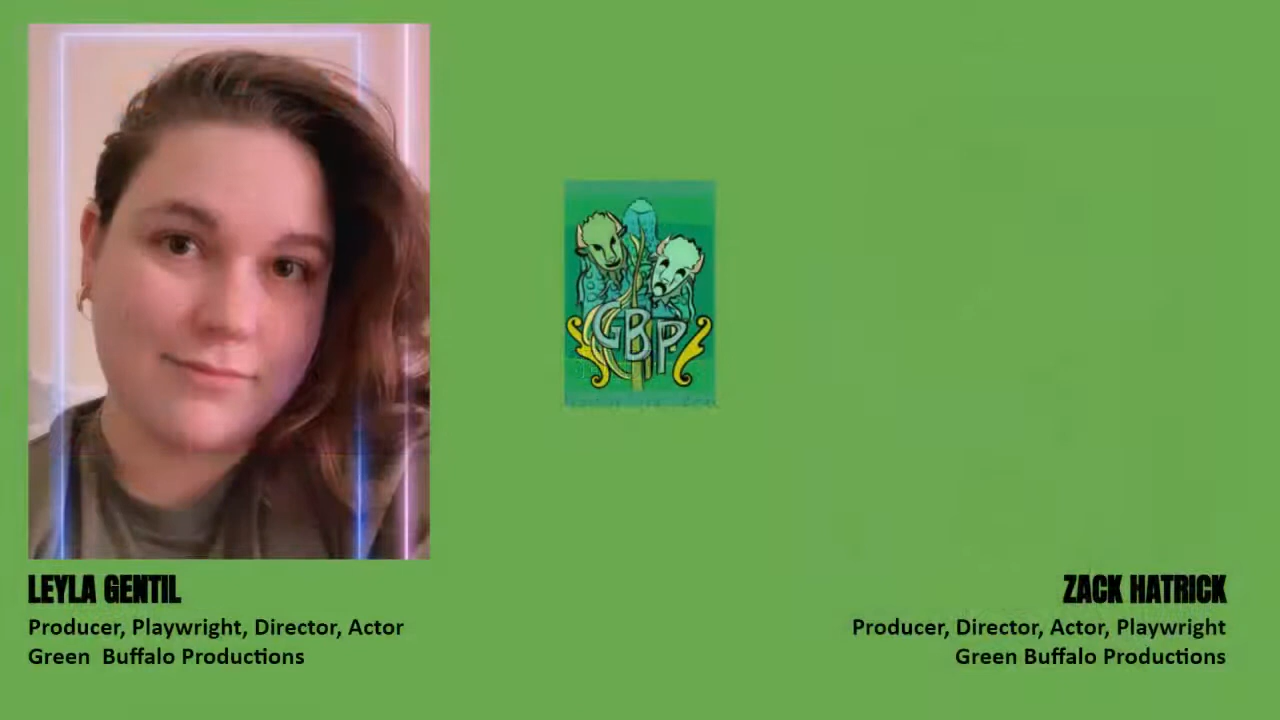 GBP
LEYLA GENTIL
Producer, Playwright, Director, Actor
Green  Buffalo Productions
ZACK HATRICK
Producer, Director, Actor, Playwright
Green Buffalo Productions